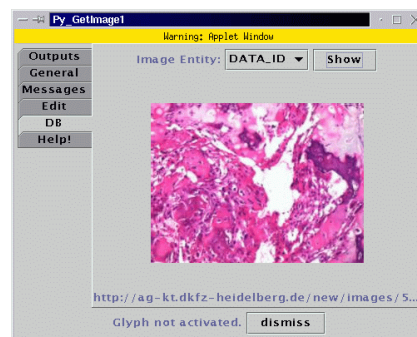 Py_GetImage1
Warning: Applet Window
Outputs
General
Messages
Edit
DB
Help!
Image Entity: DATA_ID Show
http://ag-kt.dkfz-heidelberg.de/new/images/5...
Glyph not activated. dismiss